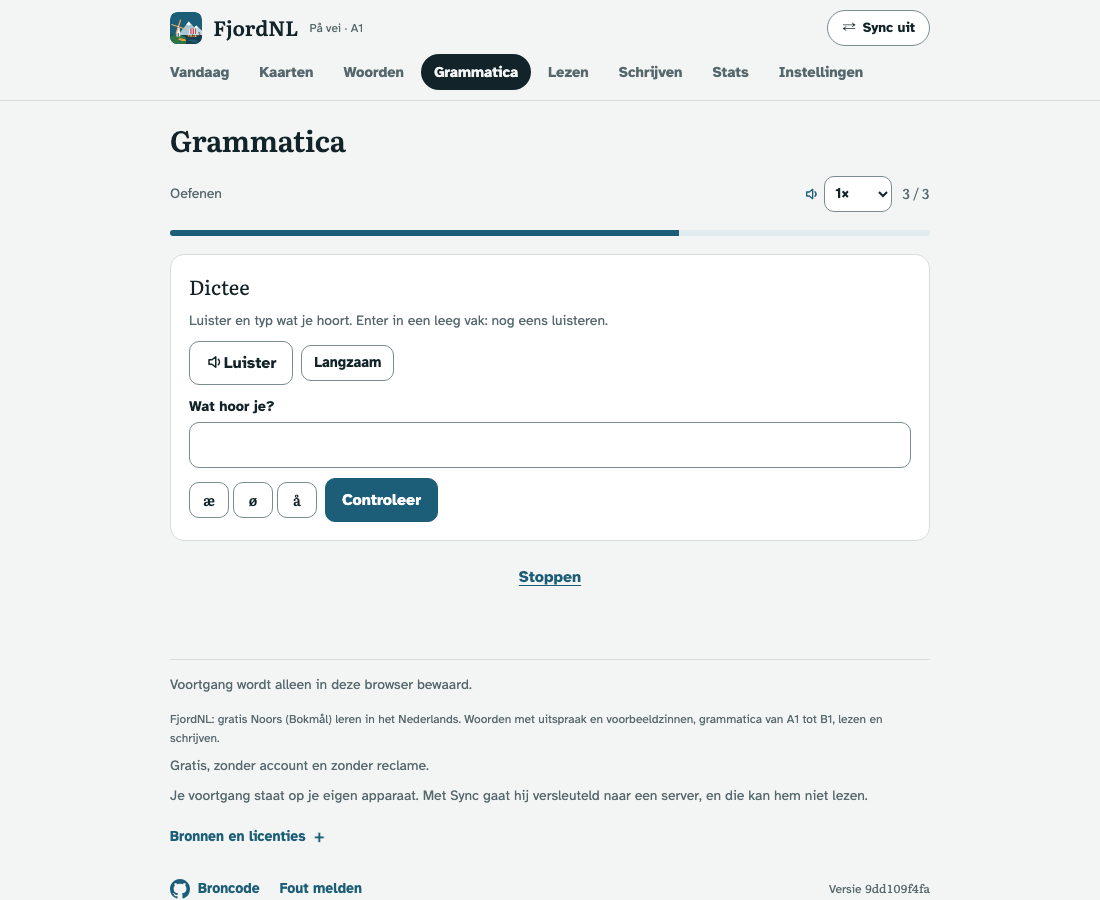 FjordNL På vei · A1
Sync uit
Vandaag Kaarten Woorden Grammatica Lezen Schrijven Stats Instellingen
Grammatica
Oefenen 1× 3 / 3
Dictee
Luister en typ wat je hoort. Enter in een leeg vak: nog eens luisteren.
Luister Langzaam
Wat hoor je?
æ ø å Controleer
Stoppen
Voortgang wordt alleen in deze browser bewaard.
FjordNL: gratis Noors (Bokmål) leren in het Nederlands. Woorden met uitspraak en voorbeeldzinnen, grammatica van A1 tot B1, lezen en
schrijven.
Gratis, zonder account en zonder reclame.
Je voortgang staat op je eigen apparaat. Met Sync gaat hij versleuteld naar een server, en die kan hem niet lezen.
Bronnen en licenties +
Broncode Fout melden Versie 9dd109f4fa